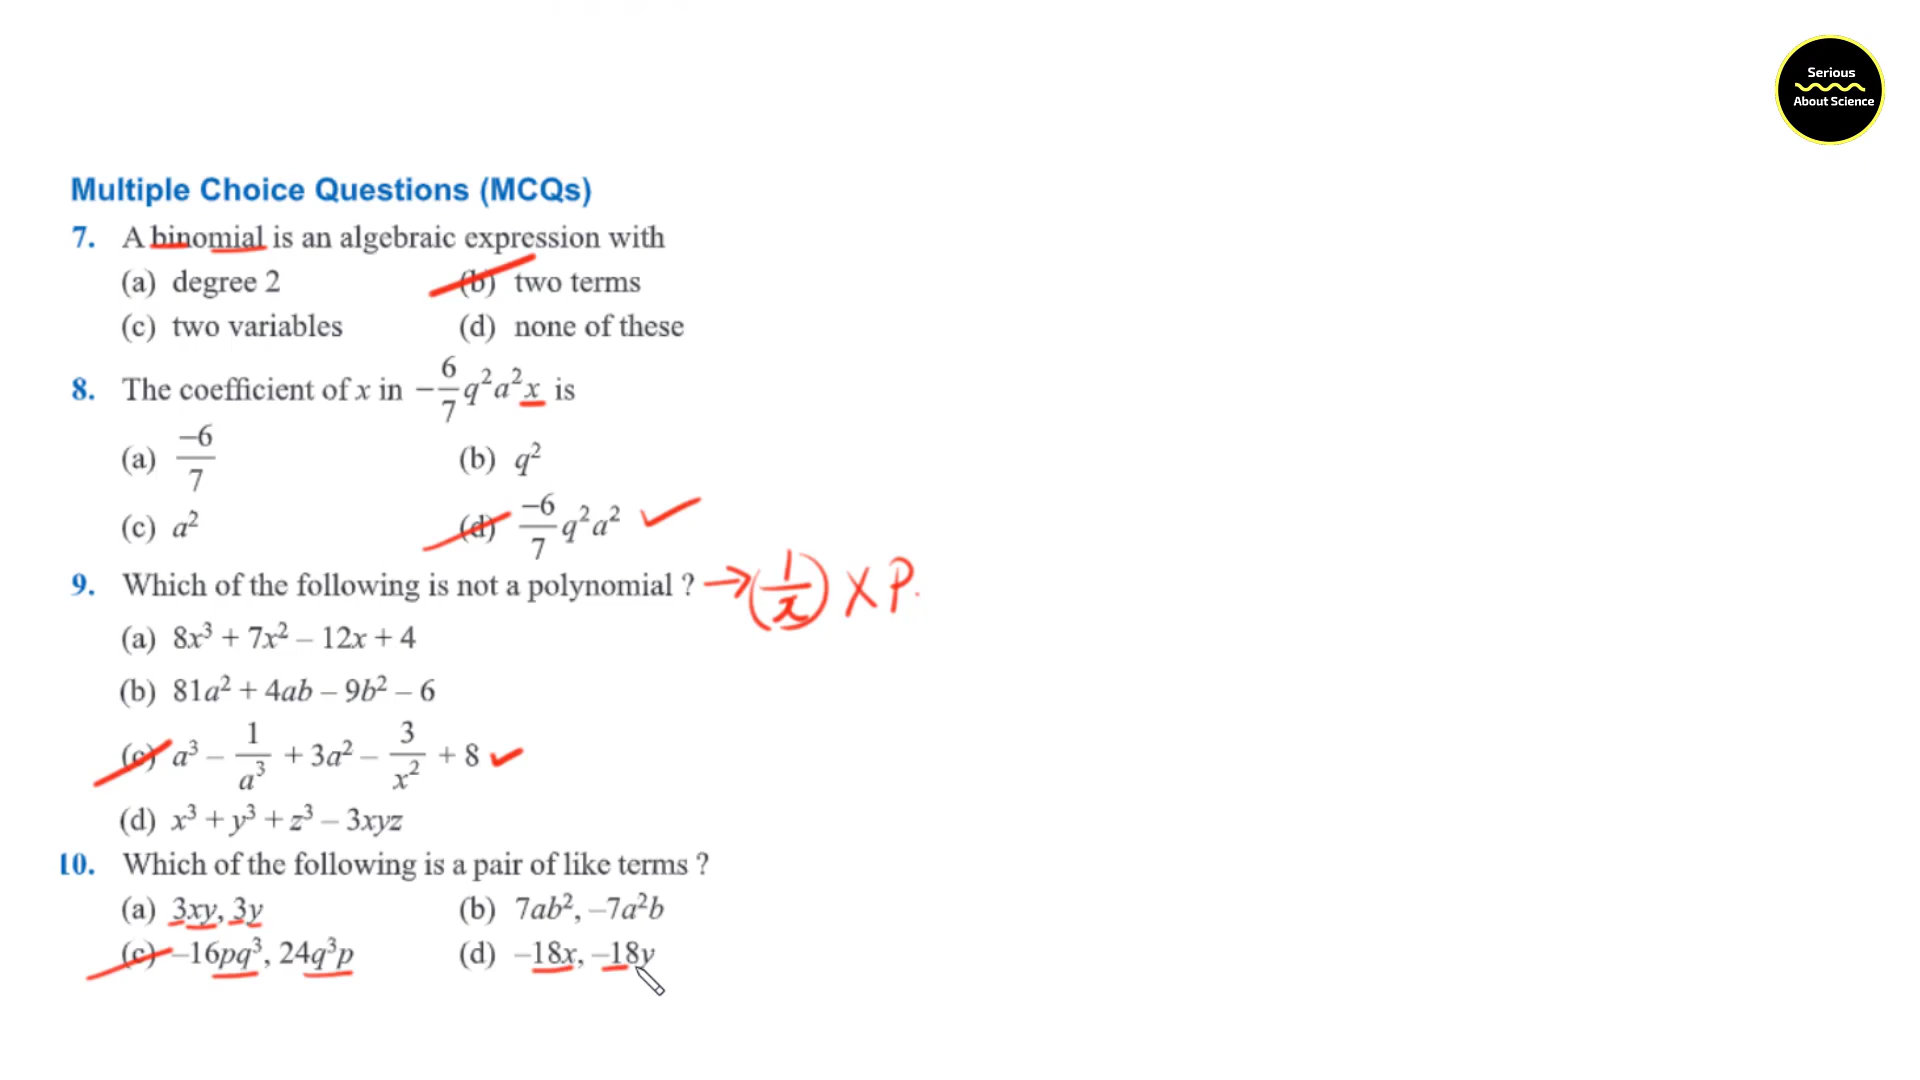 Serious
About Science
Multiple Choice Questions (MCQs)
7. A binomial is an algebraic expression with
(a) degree 2 (b) two terms
(c) two variables (d) none of these
8. The coefficient of x in −6/7 q²a²x is
(a) −6/7 (b) q²
(c) a² (d) −6/7 q²a²
9. Which of the following is not a polynomial ? → (1/x) X P.
(a) 8x³ + 7x² – 12x + 4
(b) 81a² + 4ab – 9b² – 6
(c) a³ – 1/a³ + 3a² – 3/x² + 8
(d) x³ + y³ + z³ – 3xyz
10. Which of the following is a pair of like terms ?
(a) 3xy, 3y (b) 7ab², –7a²b
(c) –16pq³, 24q³p (d) –18x, –18y